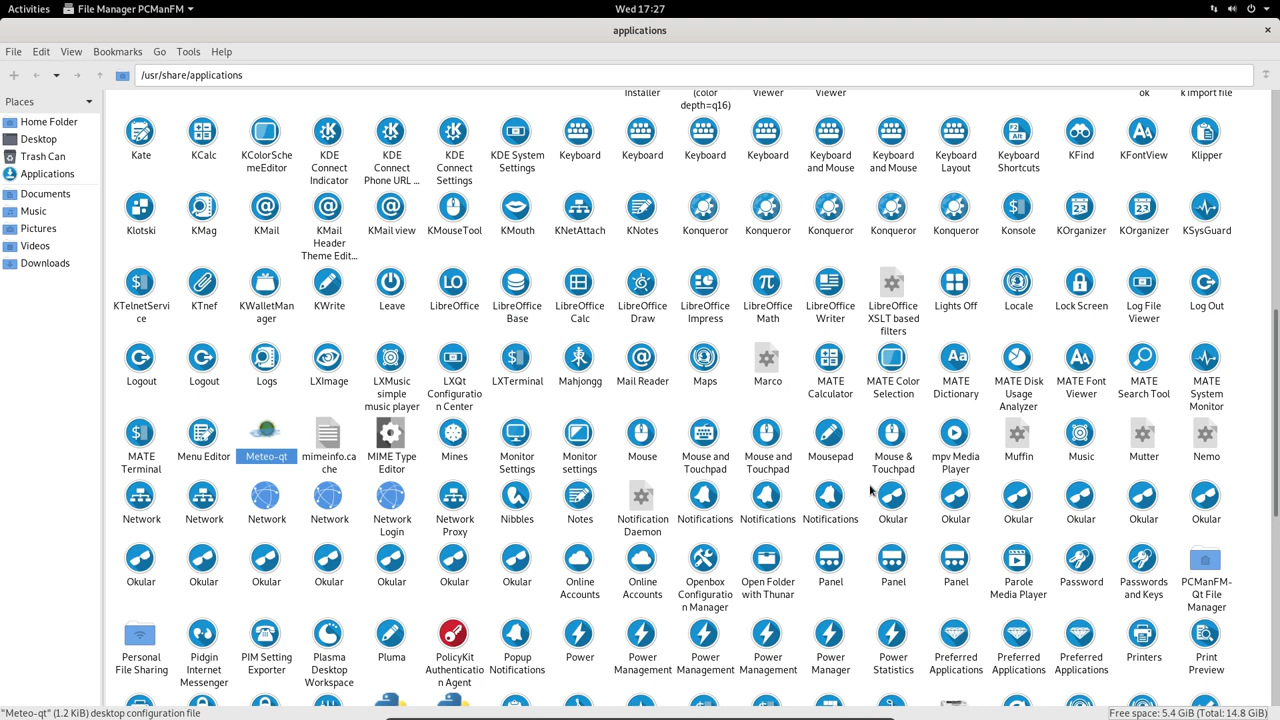 Activities File Manager PCManFM Wed 17:27
applications
File Edit View Bookmarks Go Tools Help
/usr/share/applications
Places
Home Folder
Desktop
Trash Can
Applications
Documents
Music
Pictures
Videos
Downloads
Installer (color Viewer Viewer ok k import file
depth=q16)
Kate KCalc KColorSche KDE KDE KDE KDE System Keyboard Keyboard Keyboard Keyboard Keyboard Keyboard Keyboard Keyboard KFind KFontView Klipper
meEditor Connect Connect Connect Settings and Mouse and Mouse Layout Shortcuts
Indicator Phone URL ... Settings
Klotski KMag KMail KMail KMail view KMouseTool KMouth KNetAttach KNotes Konqueror Konqueror Konqueror Konqueror Konqueror Konsole KOrganizer KOrganizer KSysGuard
Header
Theme Edit...
KTelnetServi KTnef KWalletMan KWrite Leave LibreOffice LibreOffice LibreOffice LibreOffice LibreOffice LibreOffice LibreOffice LibreOffice Lights Off Locale Lock Screen Log File Log Out
ce ager Base Calc Draw Impress Math Writer XSLT based Viewer
filters
Logout Logout Logs LXImage LXMusic LXQt LXTerminal Mahjongg Mail Reader Maps Marco MATE MATE Color MATE MATE Disk MATE Font MATE MATE
simple Configuratio Calculator Selection Dictionary Usage Viewer Search Tool System
music player n Center Analyzer Monitor
MATE Menu Editor Meteo-qt mimeinfo.ca MIME Type Mines Monitor Monitor Mouse Mouse and Mouse and Mousepad Mouse & mpv Media Muffin Music Mutter Nemo
Terminal che Editor Settings settings Touchpad Touchpad Touchpad Player
Network Network Network Network Network Network Nibbles Notes Notification Notifications Notifications Notifications Okular Okular Okular Okular Okular Okular
Login Proxy Daemon
Okular Okular Okular Okular Okular Okular Okular Online Online Openbox Open Folder Panel Panel Panel Parole Password Passwords PCManFM-
Accounts Accounts Configuratio with Thunar Media Player and Keys Qt File
n Manager Manager
Personal Pidgin PIM Setting Plasma Pluma PolicyKit Popup Power Power Power Power Power Power Preferred Preferred Preferred Printers Print
File Sharing Internet Exporter Desktop Authenticatio Notifications Management Management Management Manager Statistics Applications Applications Applications Preview
Messenger Workspace n Agent
"Meteo-qt" (1.2 KiB) desktop configuration file Free space: 5.4 GiB (Total: 14.8 GiB)